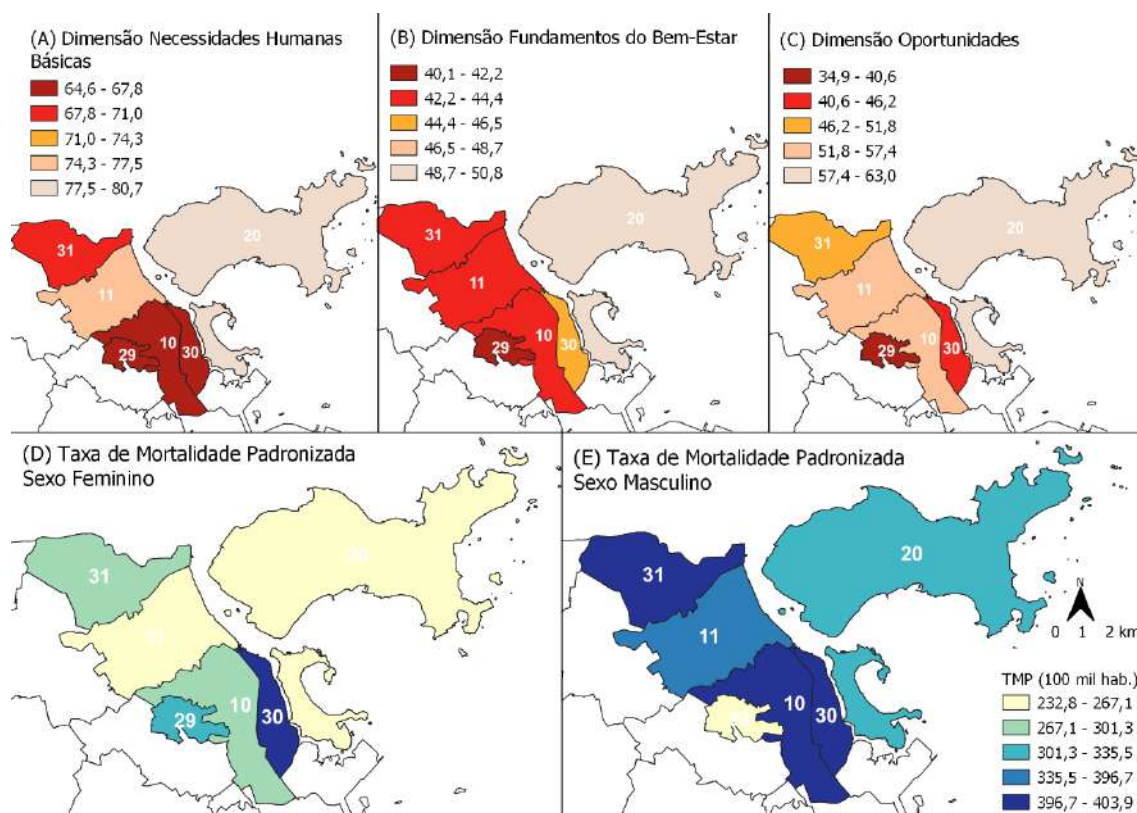 (A) Dimensão Necessidades Humanas
Básicas
64,6 - 67,8
67,8 - 71,0
71,0 - 74,3
74,3 - 77,5
77,5 - 80,7
20
31
11
10
29
30
(B) Dimensão Fundamentos do Bem-Estar
40,1 - 42,2
42,2 - 44,4
44,4 - 46,5
46,5 - 48,7
48,7 - 50,8
20
31
11
10
29
30
(C) Dimensão Oportunidades
34,9 - 40,6
40,6 - 46,2
46,2 - 51,8
51,8 - 57,4
57,4 - 63,0
20
31
11
10
29
30
(D) Taxa de Mortalidade Padronizada
Sexo Feminino
20
31
11
10
29
30
(E) Taxa de Mortalidade Padronizada
Sexo Masculino
20
31
11
10
30
N
0 1 2 km
TMP (100 mil hab.)
232,8 - 267,1
267,1 - 301,3
301,3 - 335,5
335,5 - 396,7
396,7 - 403,9